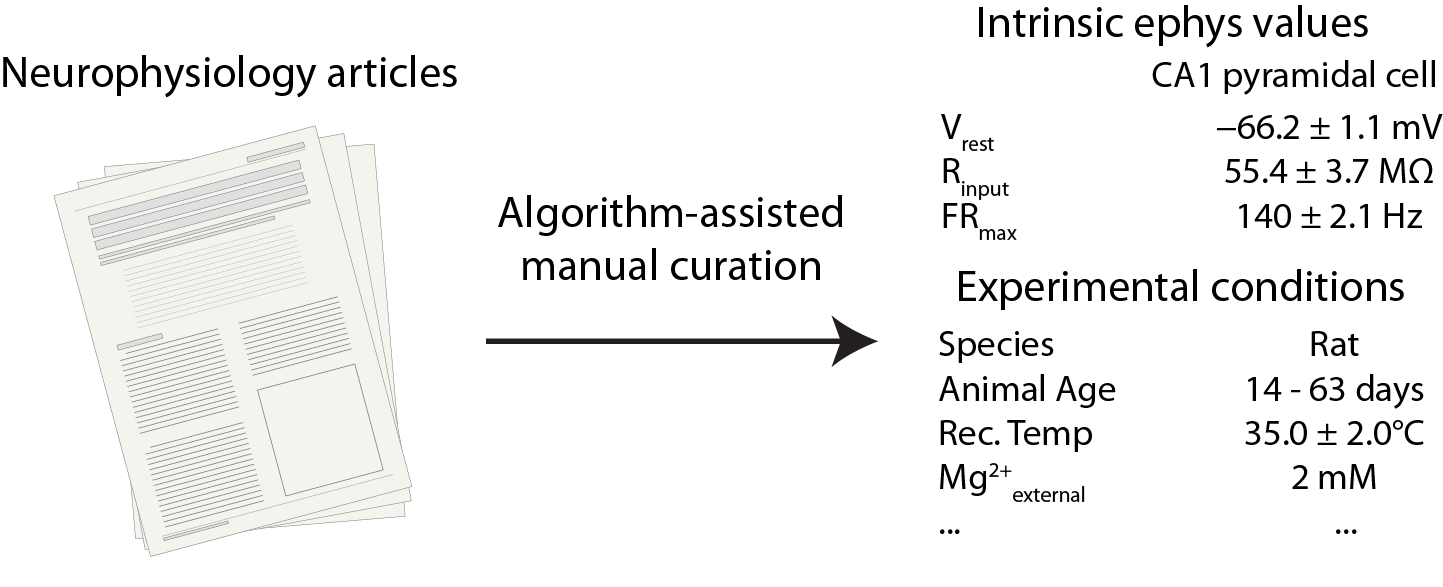 Neurophysiology articles
Algorithm-assisted
manual curation
Intrinsic ephys values
CA1 pyramidal cell
Vrest −66.2 ± 1.1 mV
Rinput 55.4 ± 3.7 MΩ
FRmax 140 ± 2.1 Hz
Experimental conditions
Species Rat
Animal Age 14 - 63 days
Rec. Temp 35.0 ± 2.0°C
Mg²⁺external 2 mM
... ...